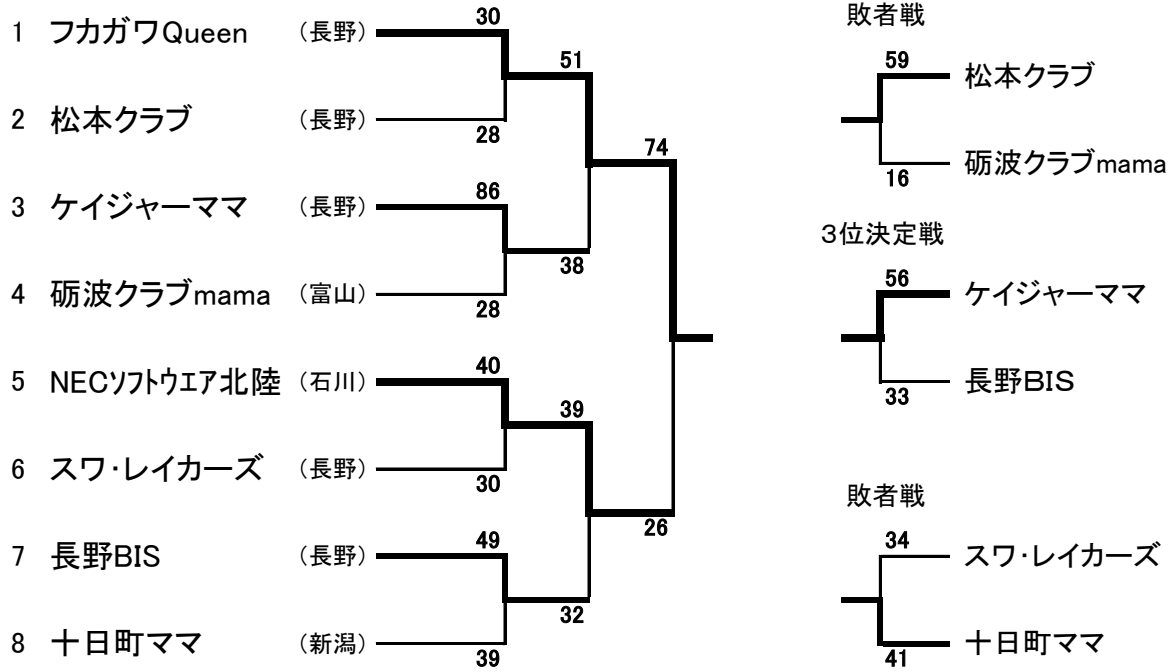 1 フカガワQueen （長野） 30
51
2 松本クラブ （長野） 28
74
3 ケイジャーママ （長野） 86
38
4 砺波クラブmama （富山） 28
5 NECソフトウエア北陸 （石川） 40
39
6 スワ・レイカーズ （長野） 30
26
7 長野BIS （長野） 49
32
8 十日町ママ （新潟） 39
敗者戦
59 松本クラブ
16 砺波クラブmama
３位決定戦
56 ケイジャーママ
33 長野BIS
敗者戦
34 スワ・レイカーズ
41 十日町ママ